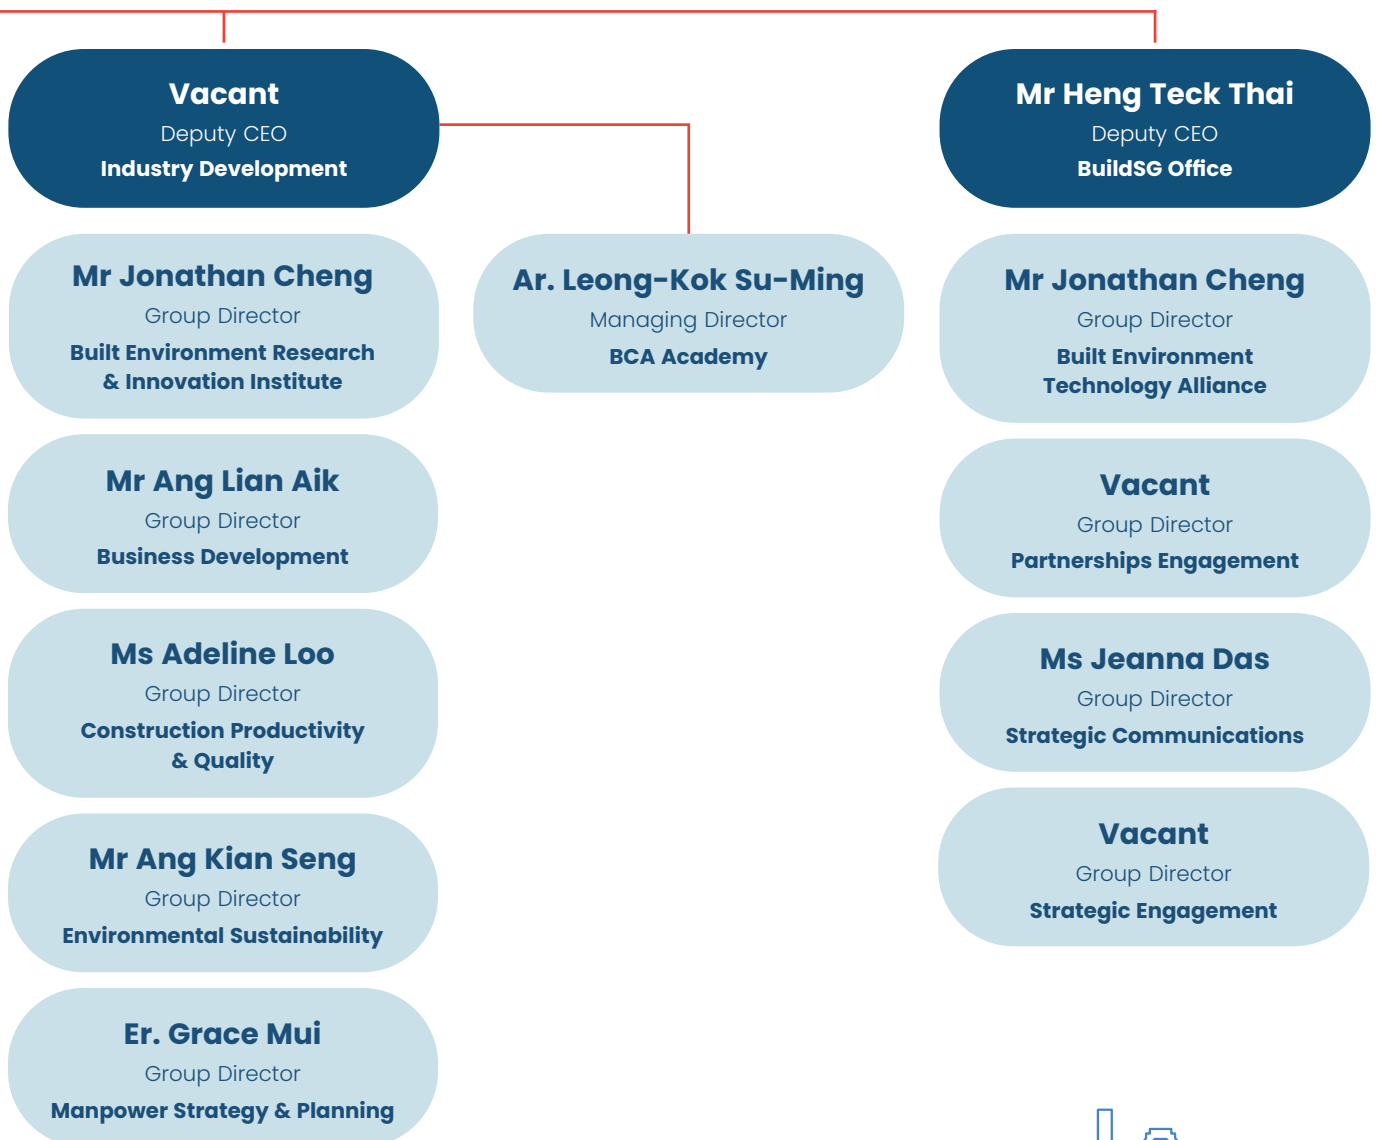 Vacant
Deputy CEO
Industry Development
Mr Jonathan Cheng
Group Director
Built Environment Research
& Innovation Institute
Mr Ang Lian Aik
Group Director
Business Development
Ms Adeline Loo
Group Director
Construction Productivity
& Quality
Mr Ang Kian Seng
Group Director
Environmental Sustainability
Er. Grace Mui
Group Director
Manpower Strategy & Planning
Ar. Leong-Kok Su-Ming
Managing Director
BCA Academy
Mr Heng Teck Thai
Deputy CEO
BuildSG Office
Mr Jonathan Cheng
Group Director
Built Environment
Technology Alliance
Vacant
Group Director
Partnerships Engagement
Ms Jeanna Das
Group Director
Strategic Communications
Vacant
Group Director
Strategic Engagement